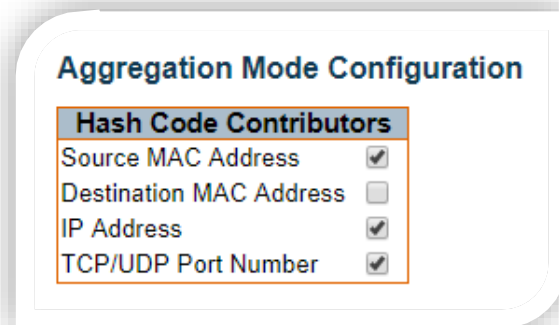 Aggregation Mode Configuration
Hash Code Contributors
Source MAC Address
Destination MAC Address
IP Address
TCP/UDP Port Number